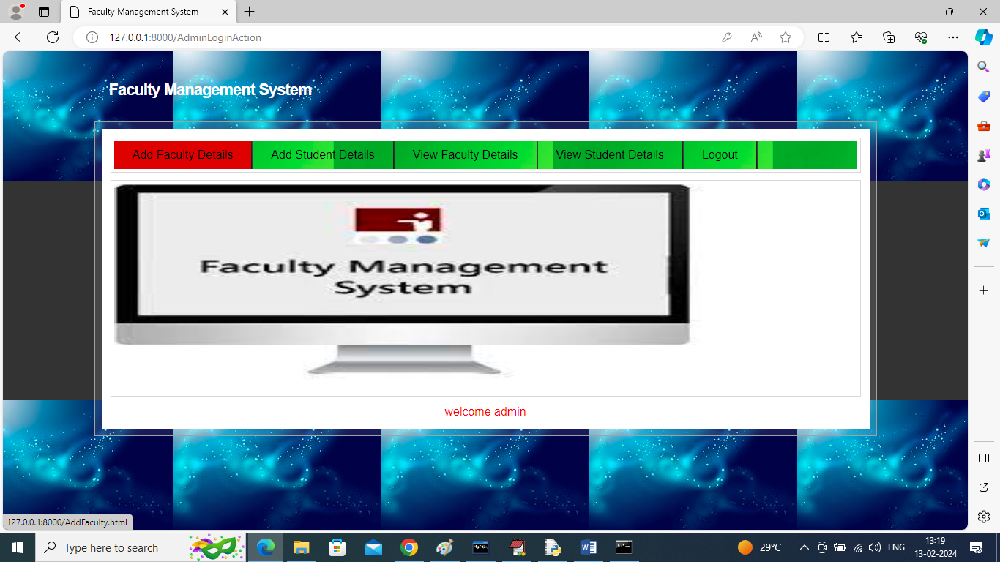 Faculty Management System
127.0.0.1:8000/AdminLoginAction
Faculty Management System
Add Faculty Details Add Student Details View Faculty Details View Student Details Logout
Faculty Management
System
welcome admin
127.0.0.1:8000/AddFaculty.html
Type here to search
MySQL
29°C
ENG
13:19
13-02-2024